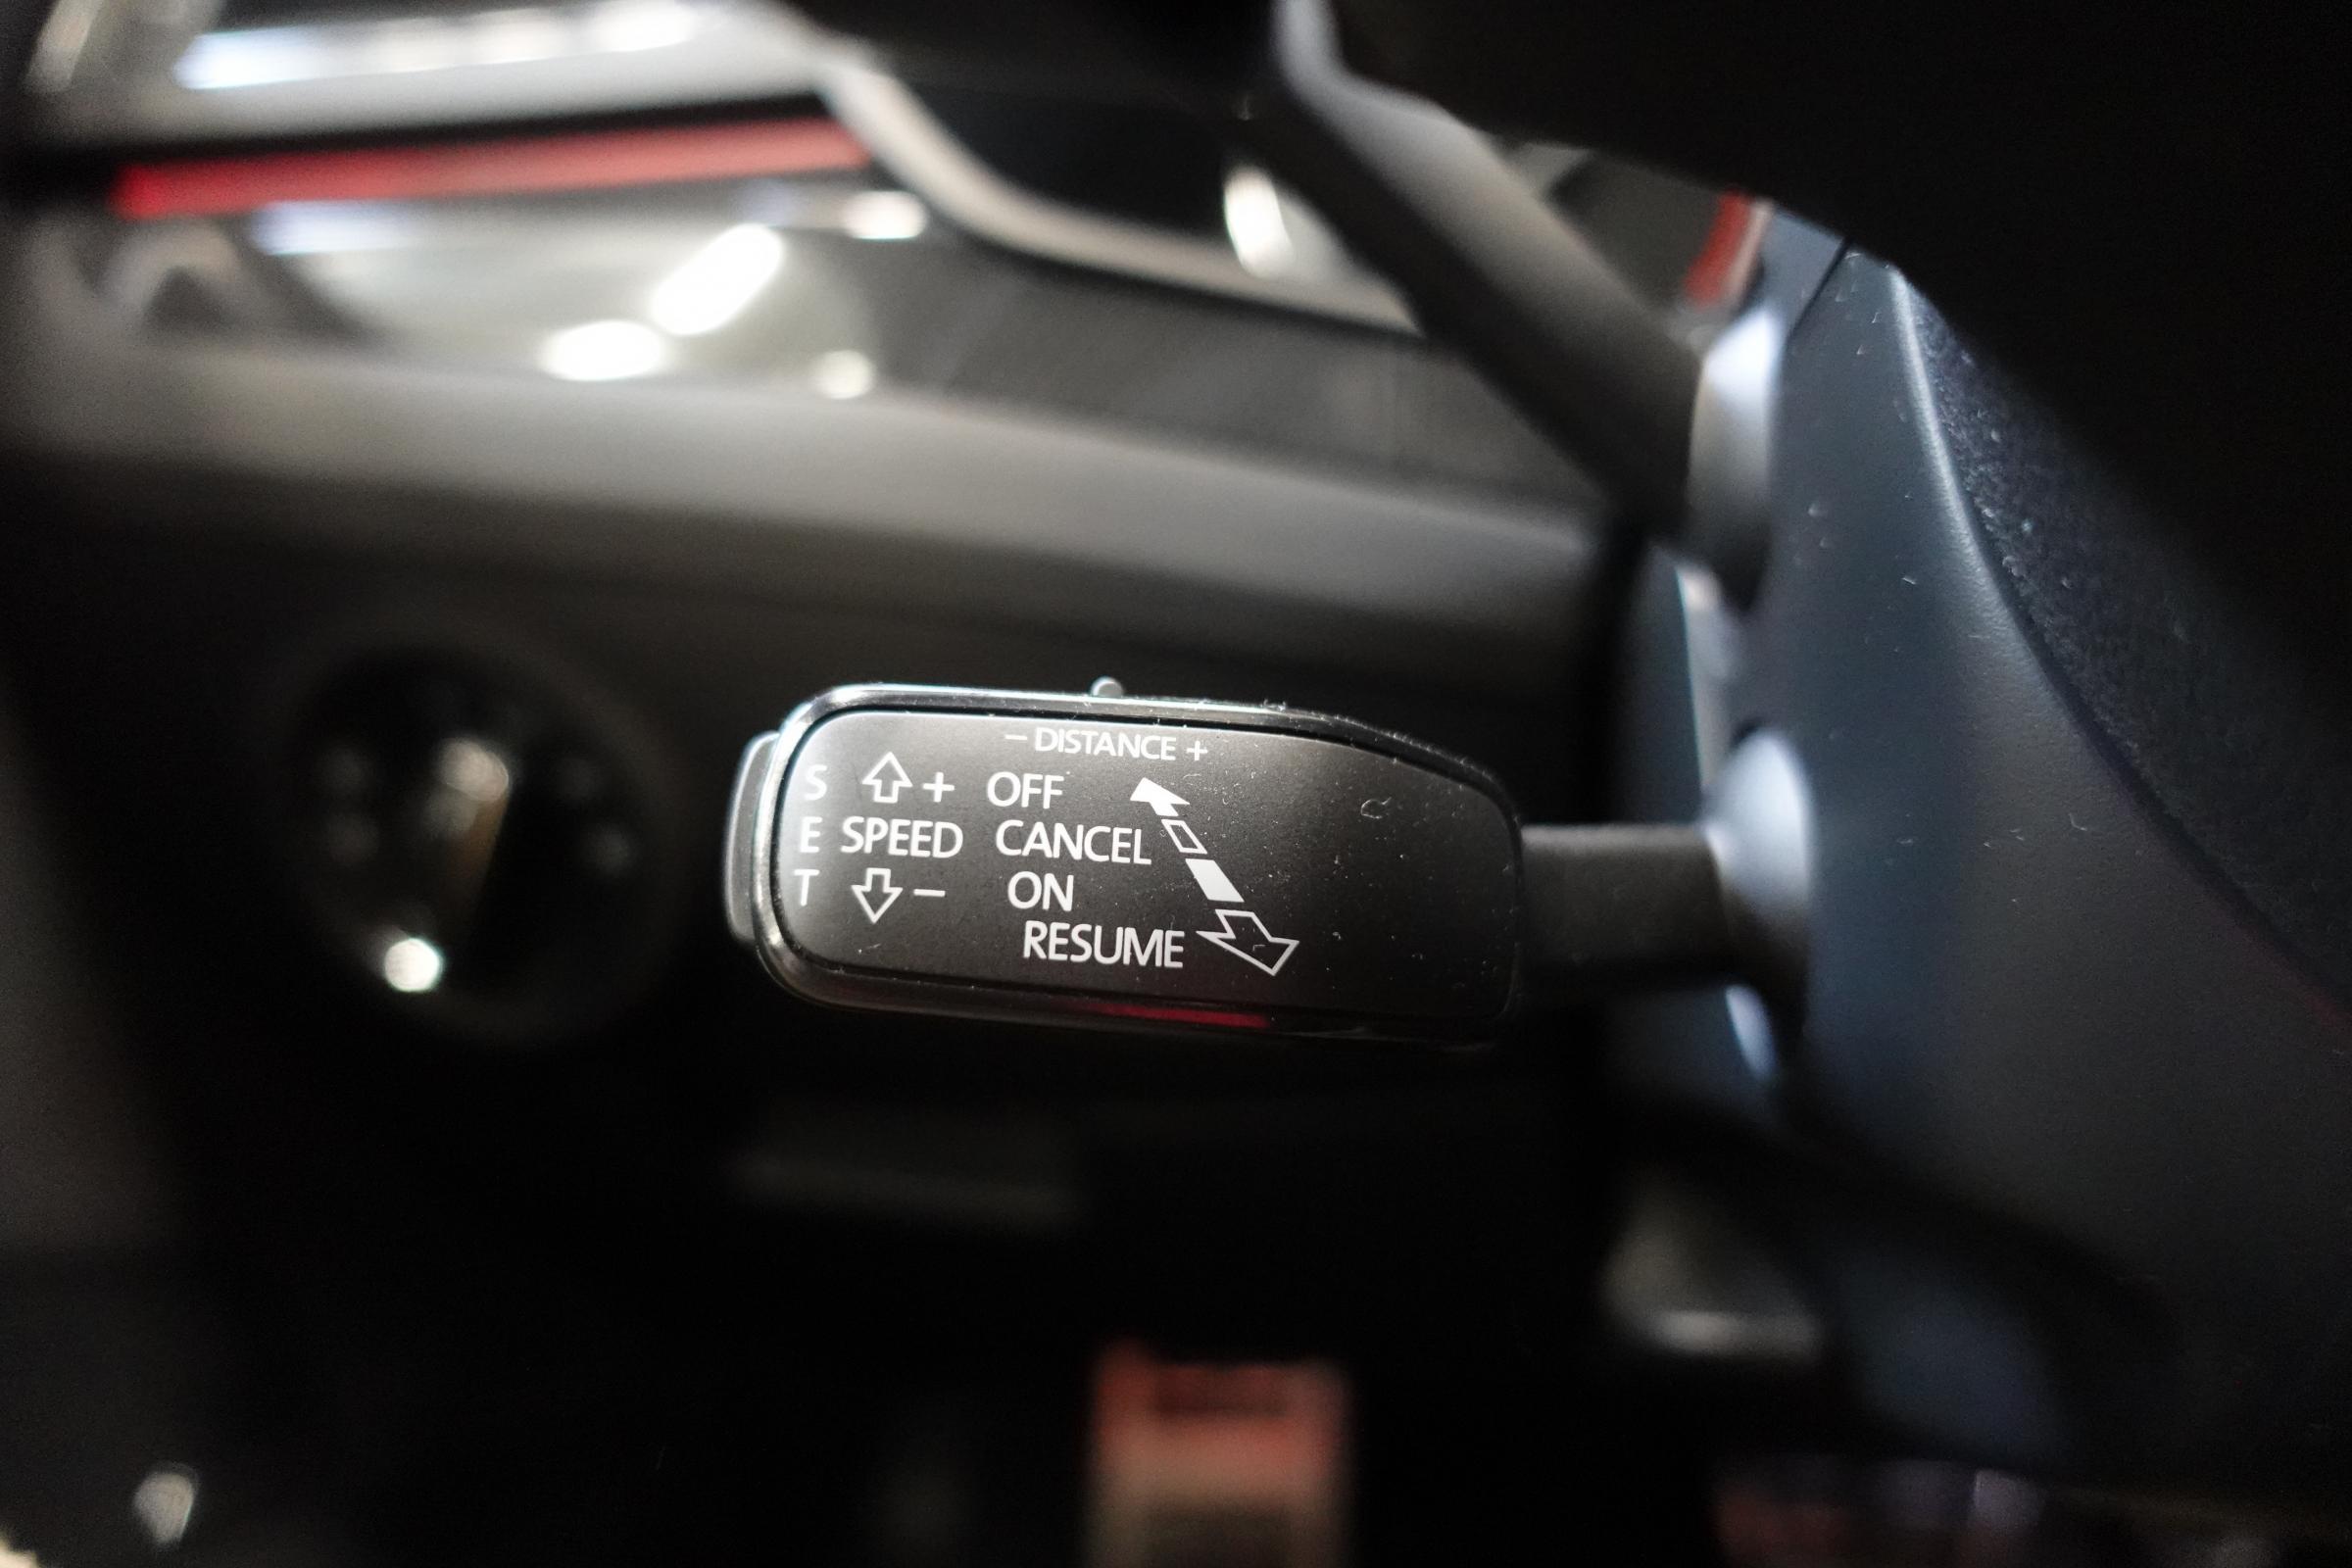 – DISTANCE +
S + OFF
E SPEED CANCEL
T – ON
RESUME